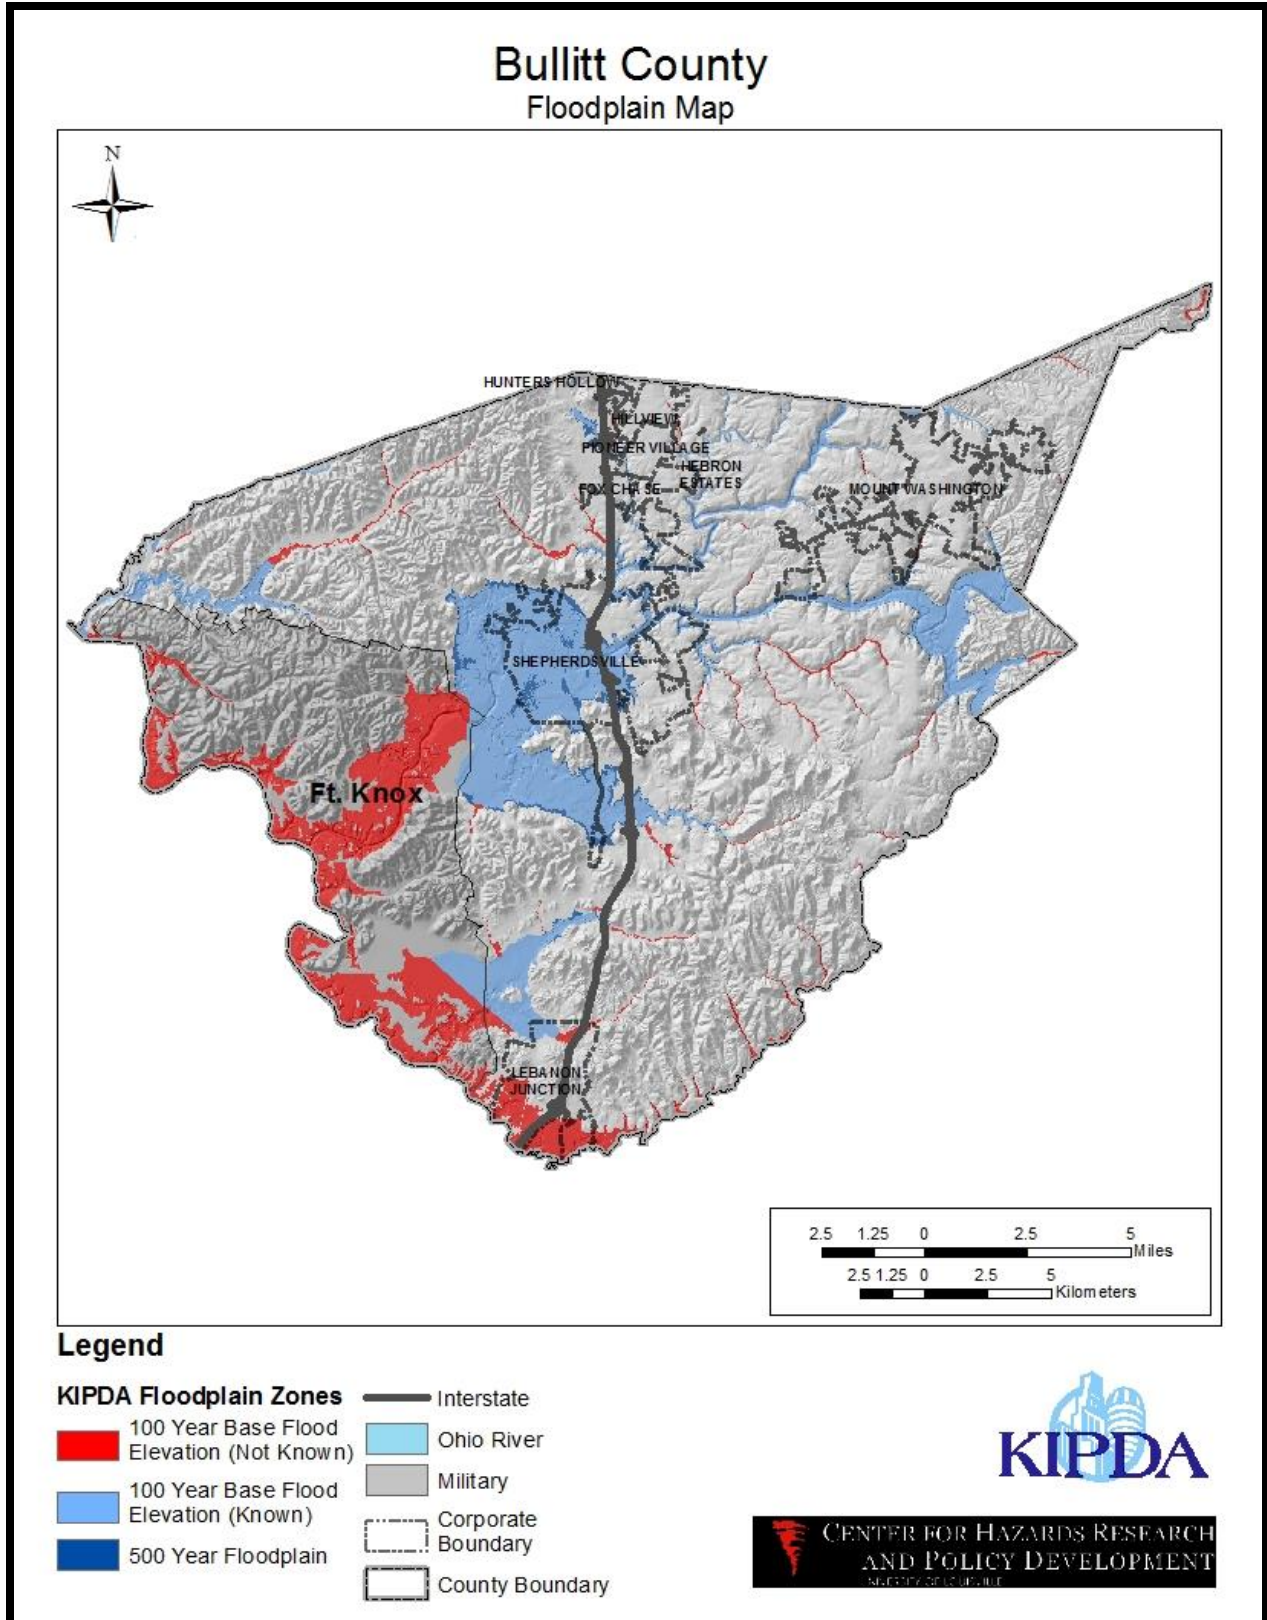 Bullitt County
Floodplain Map
N
HUNTERS HOLLOW
HILLVIEW
PIONEER VILLAGE
HEBRON
ESTATES
FOX CHASE
MOUNT WASHINGTON
SHEPHERDSVILLE
Ft. Knox
LEBANON
JUNCTION
2.5 1.25 0 2.5 5
Miles
2.5 1.25 0 2.5 5
Kilometers
Legend
KIPDA Floodplain Zones
100 Year Base Flood
Elevation (Not Known)
100 Year Base Flood
Elevation (Known)
500 Year Floodplain
Interstate
Ohio River
Military
Corporate
Boundary
County Boundary
KIPDA
CENTER FOR HAZARDS RESEARCH
AND POLICY DEVELOPMENT
UNIVERSITY OF LOUISVILLE